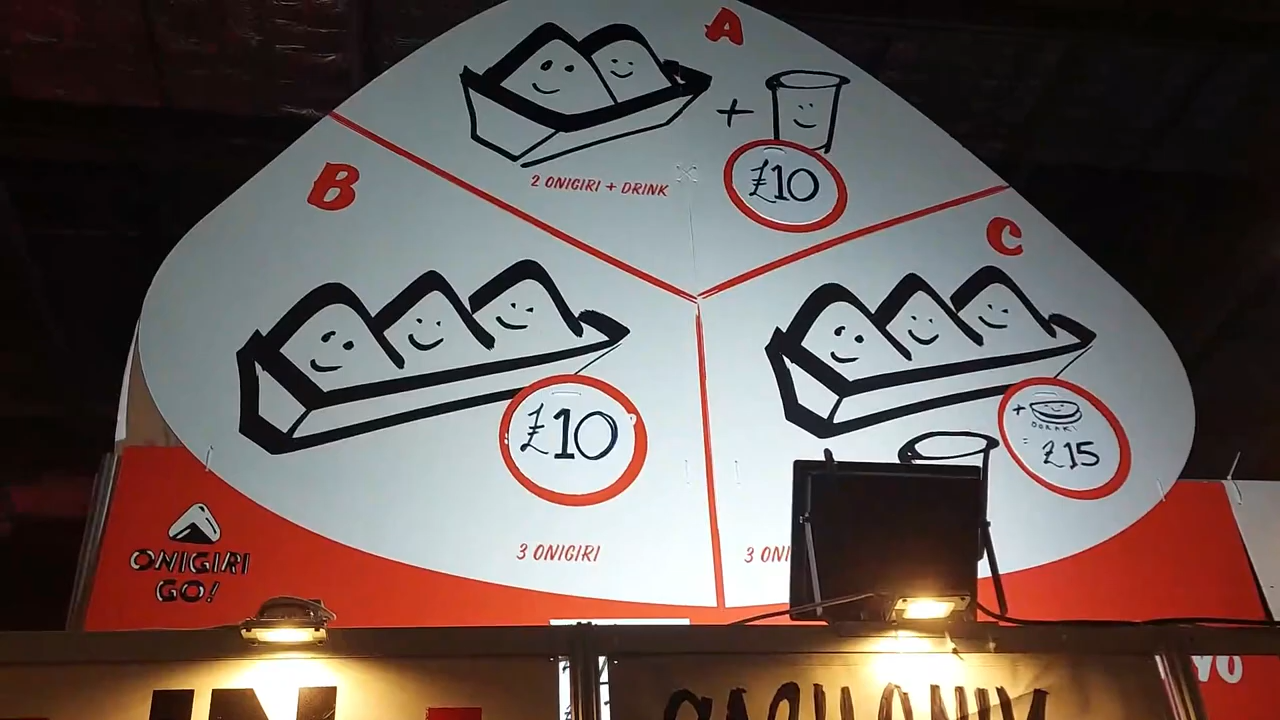 A
+
£10
2 ONIGIRI + DRINK
B
£10
3 ONIGIRI
C
+
DORAKI
= £15
3 ONI
ONIGIRI
GO!